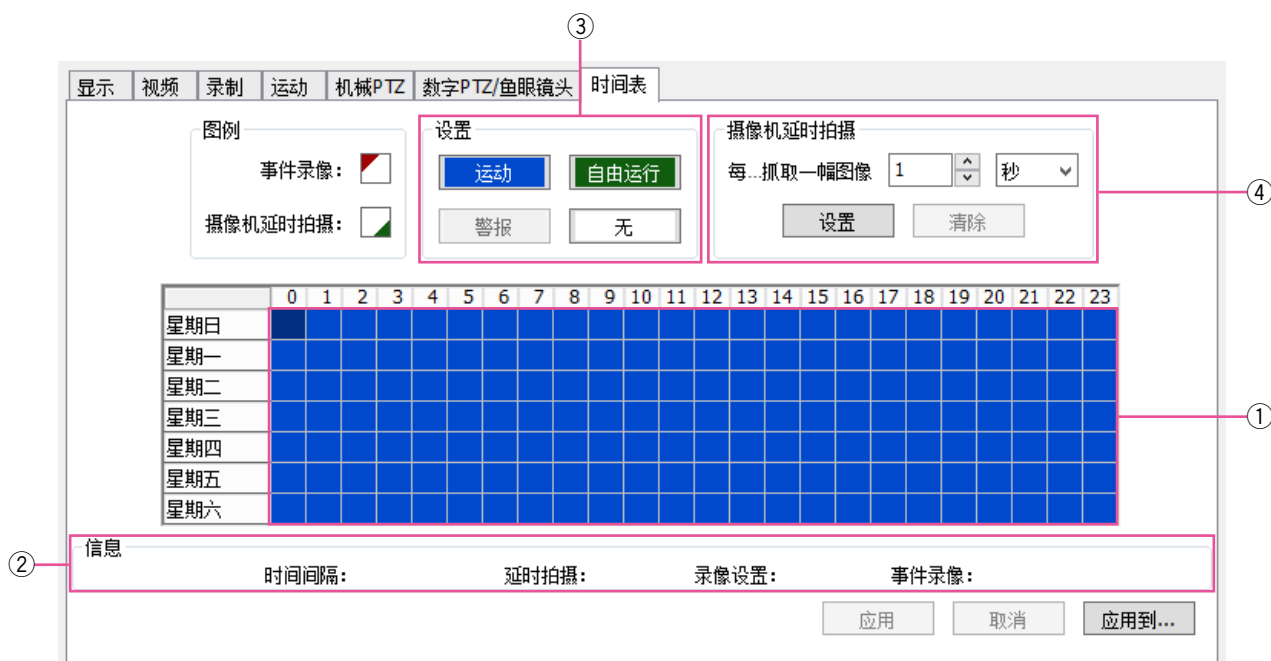 ③
显示 视频 录制 运动 机械PTZ 数字PTZ/鱼眼镜头 时间表
图例
事件录像：
摄像机延时拍摄：
设置
运动 自由运行
警报 无
摄像机延时拍摄
每...抓取一幅图像 1 秒
设置 清除
④
0 1 2 3 4 5 6 7 8 9 10 11 12 13 14 15 16 17 18 19 20 21 22 23
星期日
星期一
星期二
星期三
星期四
星期五
星期六
①
②
信息
时间间隔： 延时拍摄： 录像设置： 事件录像：
应用 取消 应用到...